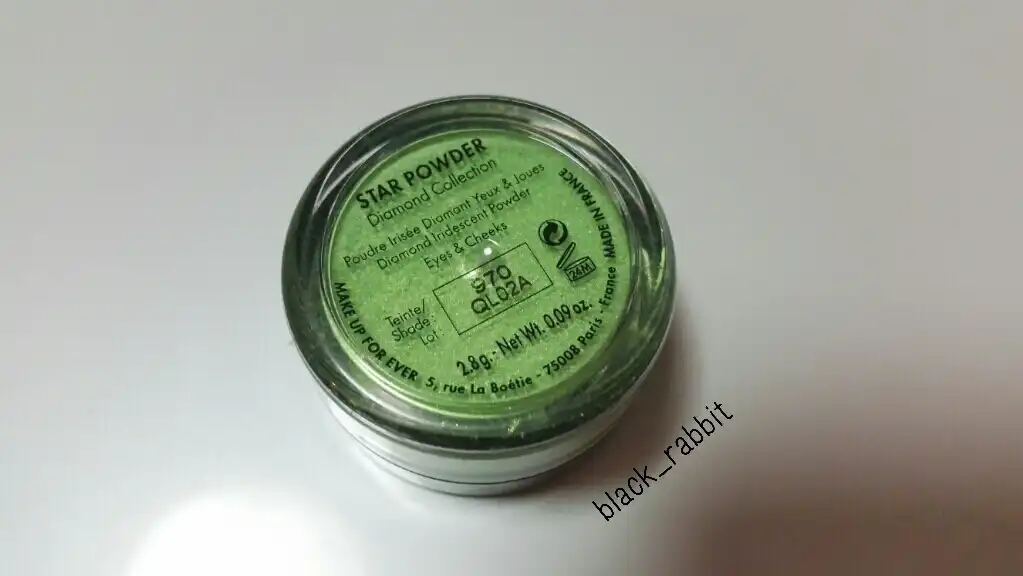 STAR POWDER
Diamond Collection
Poudre Irisée Diamant Yeux & Joues
Diamond Iridescent Powder
Eyes & Cheeks
Teinte/
Shade:
970
Lot:
QL02A
24M
2.8g.- Net Wt. 0.09 oz.
MAKE UP FOR EVER 5, rue La Boétie - 75008 Paris - France MADE IN FRANCE
black_rabbit